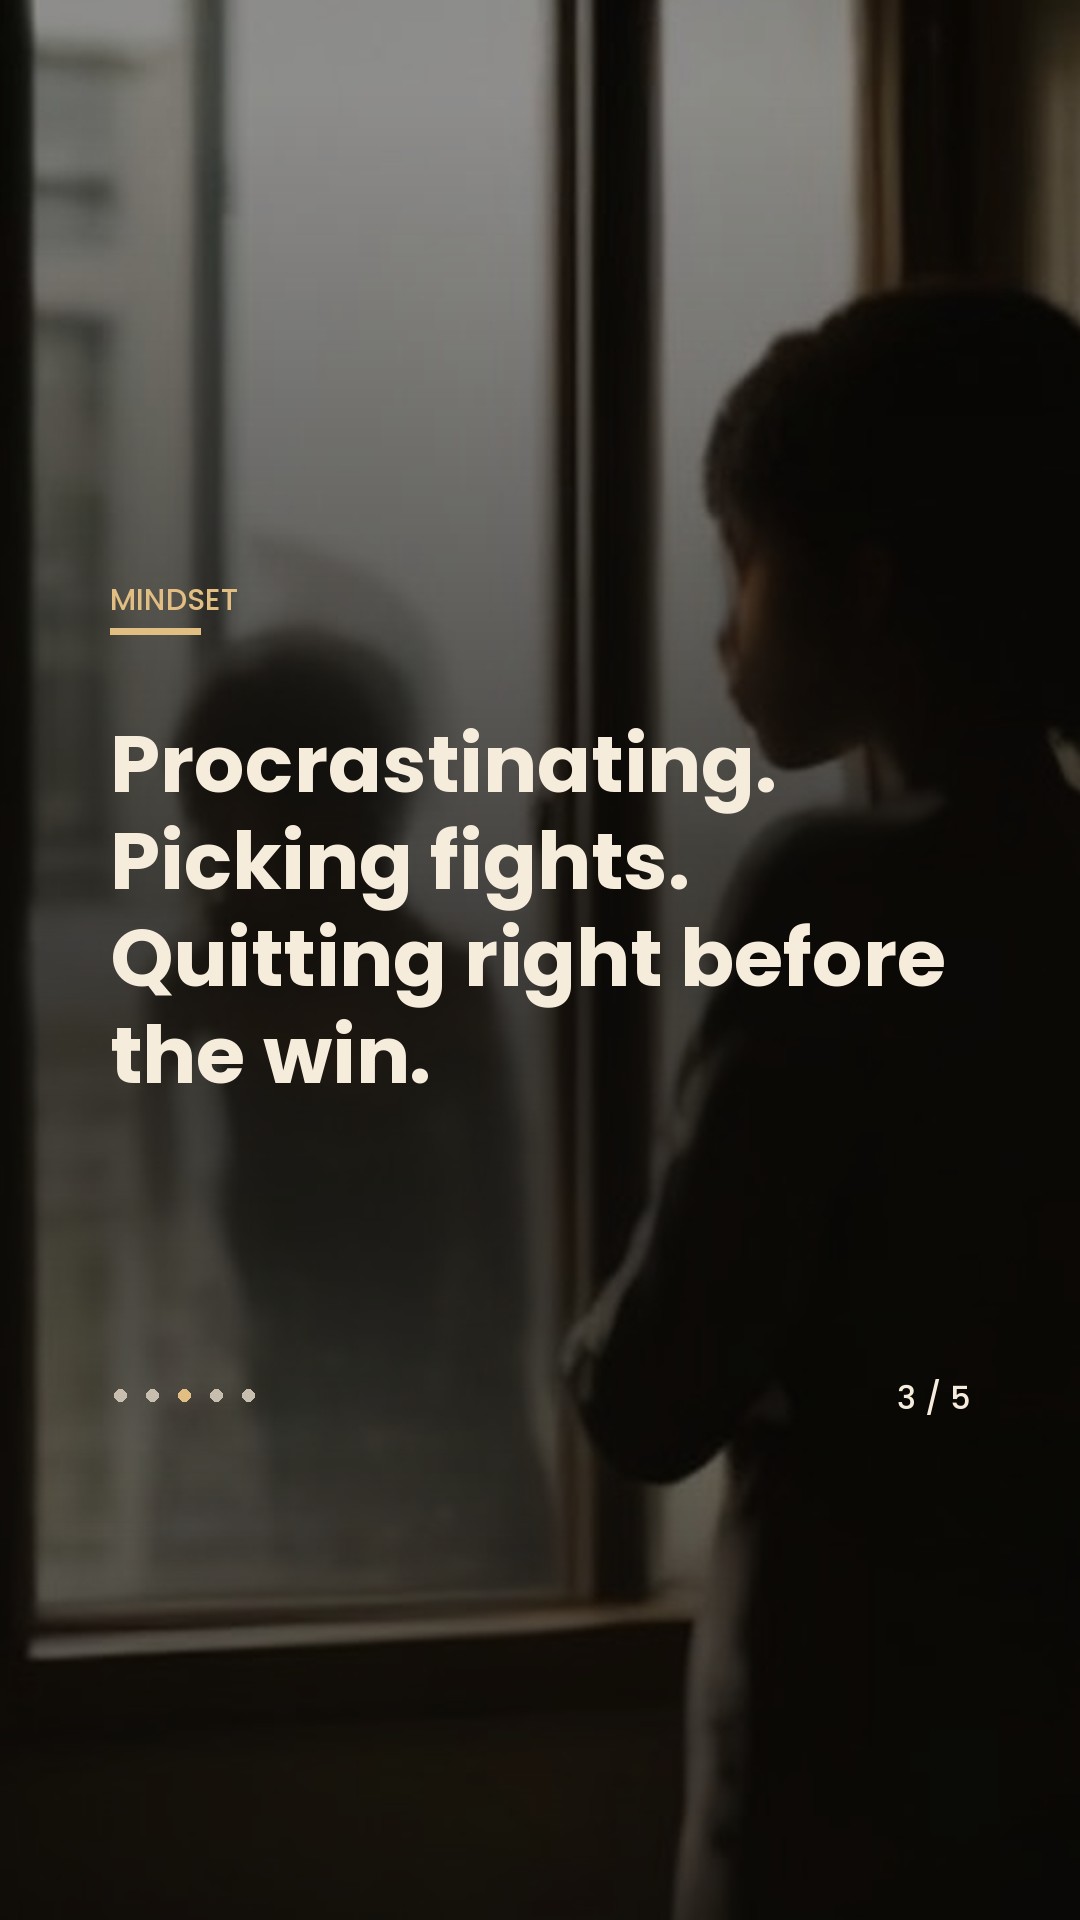 MINDSET
Procrastinating.
Picking fights.
Quitting right before
the win.
3 / 5